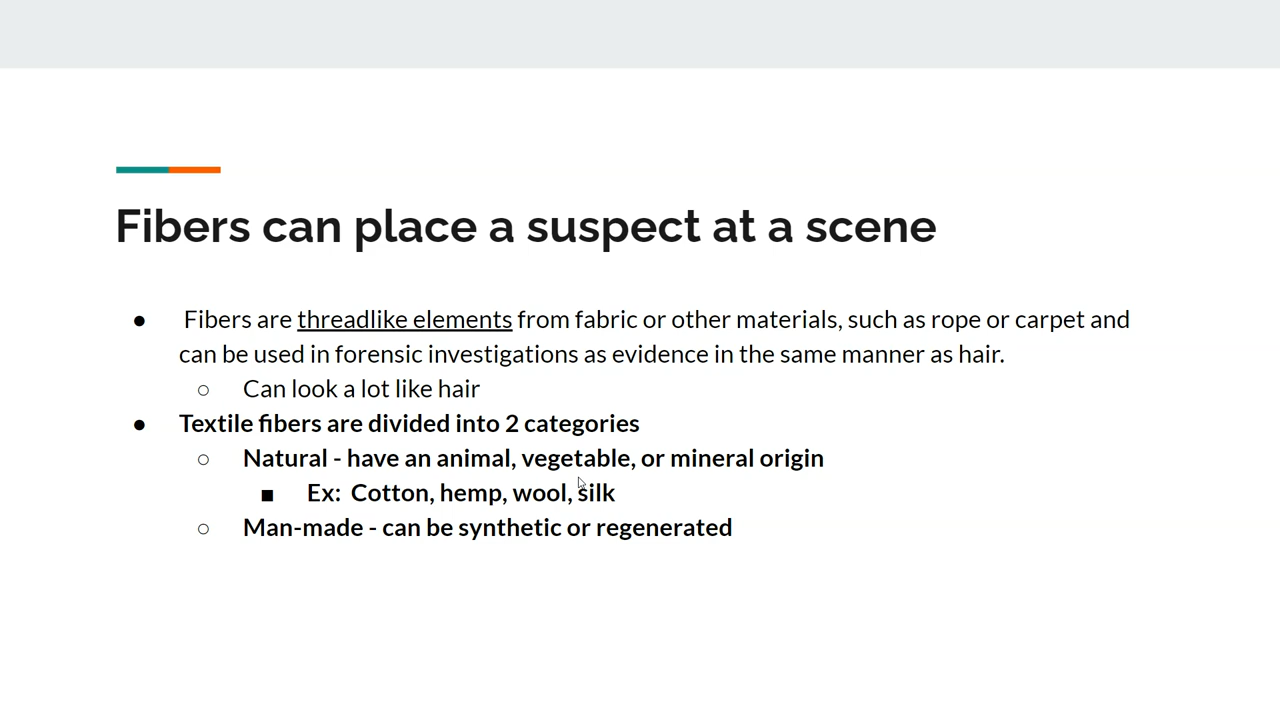 Fibers can place a suspect at a scene
● Fibers are threadlike elements from fabric or other materials, such as rope or carpet and
can be used in forensic investigations as evidence in the same manner as hair.
○ Can look a lot like hair
● Textile fibers are divided into 2 categories
○ Natural - have an animal, vegetable, or mineral origin
■ Ex: Cotton, hemp, wool, silk
○ Man-made - can be synthetic or regenerated